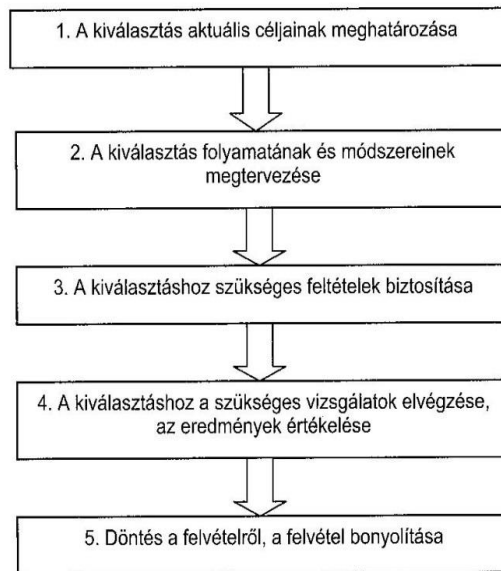 1. A kiválasztás aktuális céljainak meghatározása
2. A kiválasztás folyamatának és módszereinek
megtervezése
3. A kiválasztáshoz szükséges feltételek biztosítása
4. A kiválasztáshoz a szükséges vizsgálatok elvégzése,
az eredmények értékelése
5. Döntés a felvételről, a felvétel bonyolítása